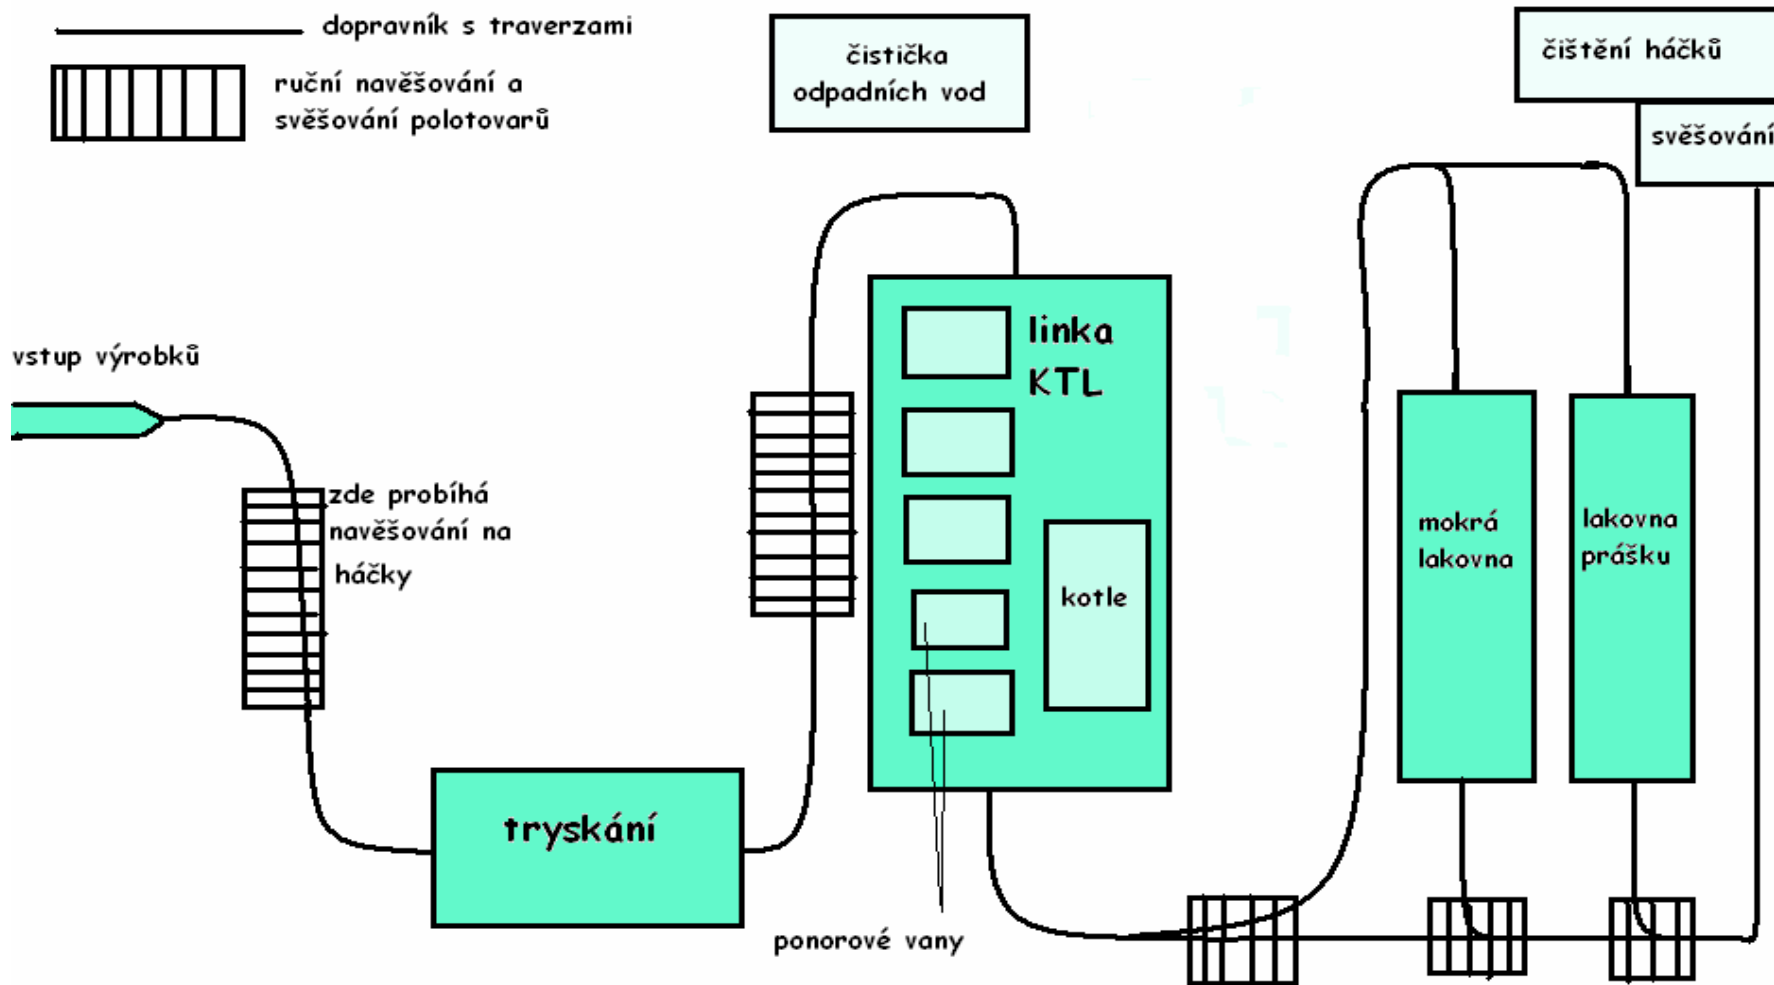 dopravník s traverzami
ruční navěšování a
svěšování polotovarů
čistička
odpadních vod
čištění háčků
svěšování
vstup výrobků
linka
KTL
zde probíhá
navěšování na
háčky
kotle
mokrá
lakovna
lakovna
prášku
tryskání
ponorové vany